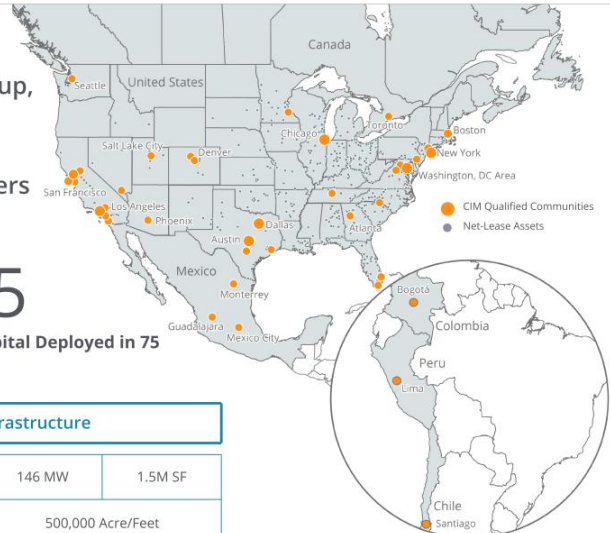 up,
ers
5
pital Deployed in 75
rastructure
146 MW
1.5M SF
500,000 Acre/Feet
Canada
United States
Seattle
Salt Lake City
Denver
Chicago
Toronto
Boston
New York
Washington, DC Area
San Francisco
Los Angeles
Phoenix
Dallas
Austin
Atlanta
Mexico
Monterrey
Guadalajara
Mexico City
CIM Qualified Communities
Net-Lease Assets
Bogota
Colombia
Peru
Lima
Chile
Santiago